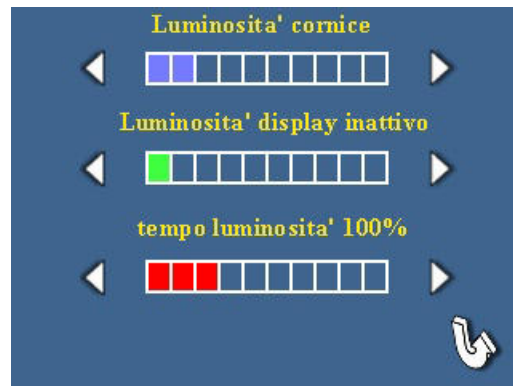 Luminosita' cornice
Luminosita' display inattivo
tempo luminosita' 100%